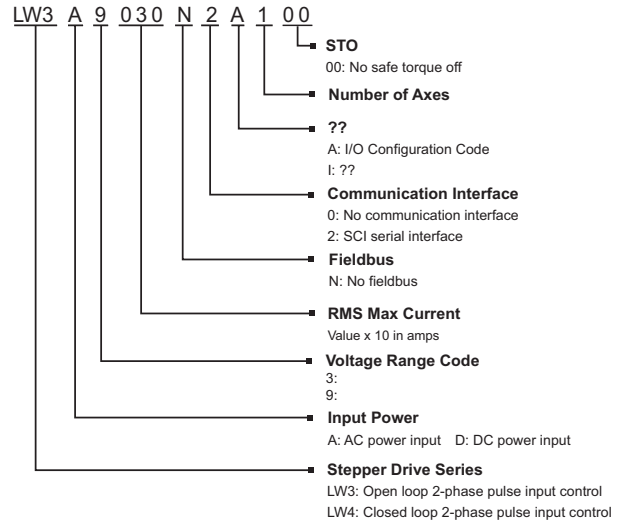 LW3 A 9 030 N 2 A 1 00
STO
00: No safe torque off
Number of Axes
??
A: I/O Configuration Code
I: ??
Communication Interface
0: No communication interface
2: SCI serial interface
Fieldbus
N: No fieldbus
RMS Max Current
Value x 10 in amps
Voltage Range Code
3:
9:
Input Power
A: AC power input D: DC power input
Stepper Drive Series
LW3: Open loop 2-phase pulse input control
LW4: Closed loop 2-phase pulse input control